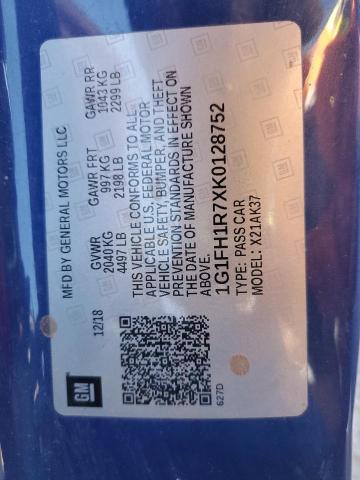 MFD BY GENERAL MOTORS LLC
12/18
GVWR
2040KG
4497 LB
GAWR FRT
997 KG
2198 LB
GAWR RR
1043 KG
2299 LB
THIS VEHICLE CONFORMS TO ALL
APPLICABLE U.S. FEDERAL MOTOR
VEHICLE SAFETY, BUMPER, AND THEFT
PREVENTION STANDARDS IN EFFECT ON
THE DATE OF MANUFACTURE SHOWN
ABOVE.
1G1FH1R7XK0128752
TYPE: PASS CAR
MODEL: X21AK37
GM
627D